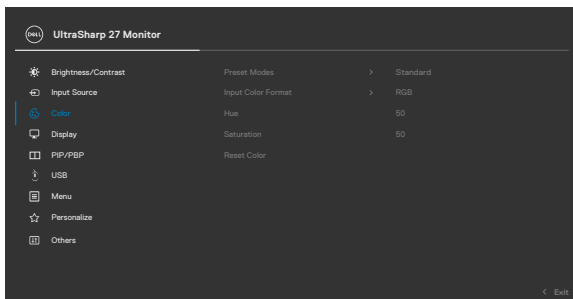 DELL UltraSharp 27 Monitor
Brightness/Contrast Preset Modes > Standard
Input Source Input Color Format > RGB
Color Hue 50
Display Saturation 50
PIP/PBP Reset Color
USB
Menu
Personalize
Others
< Exit